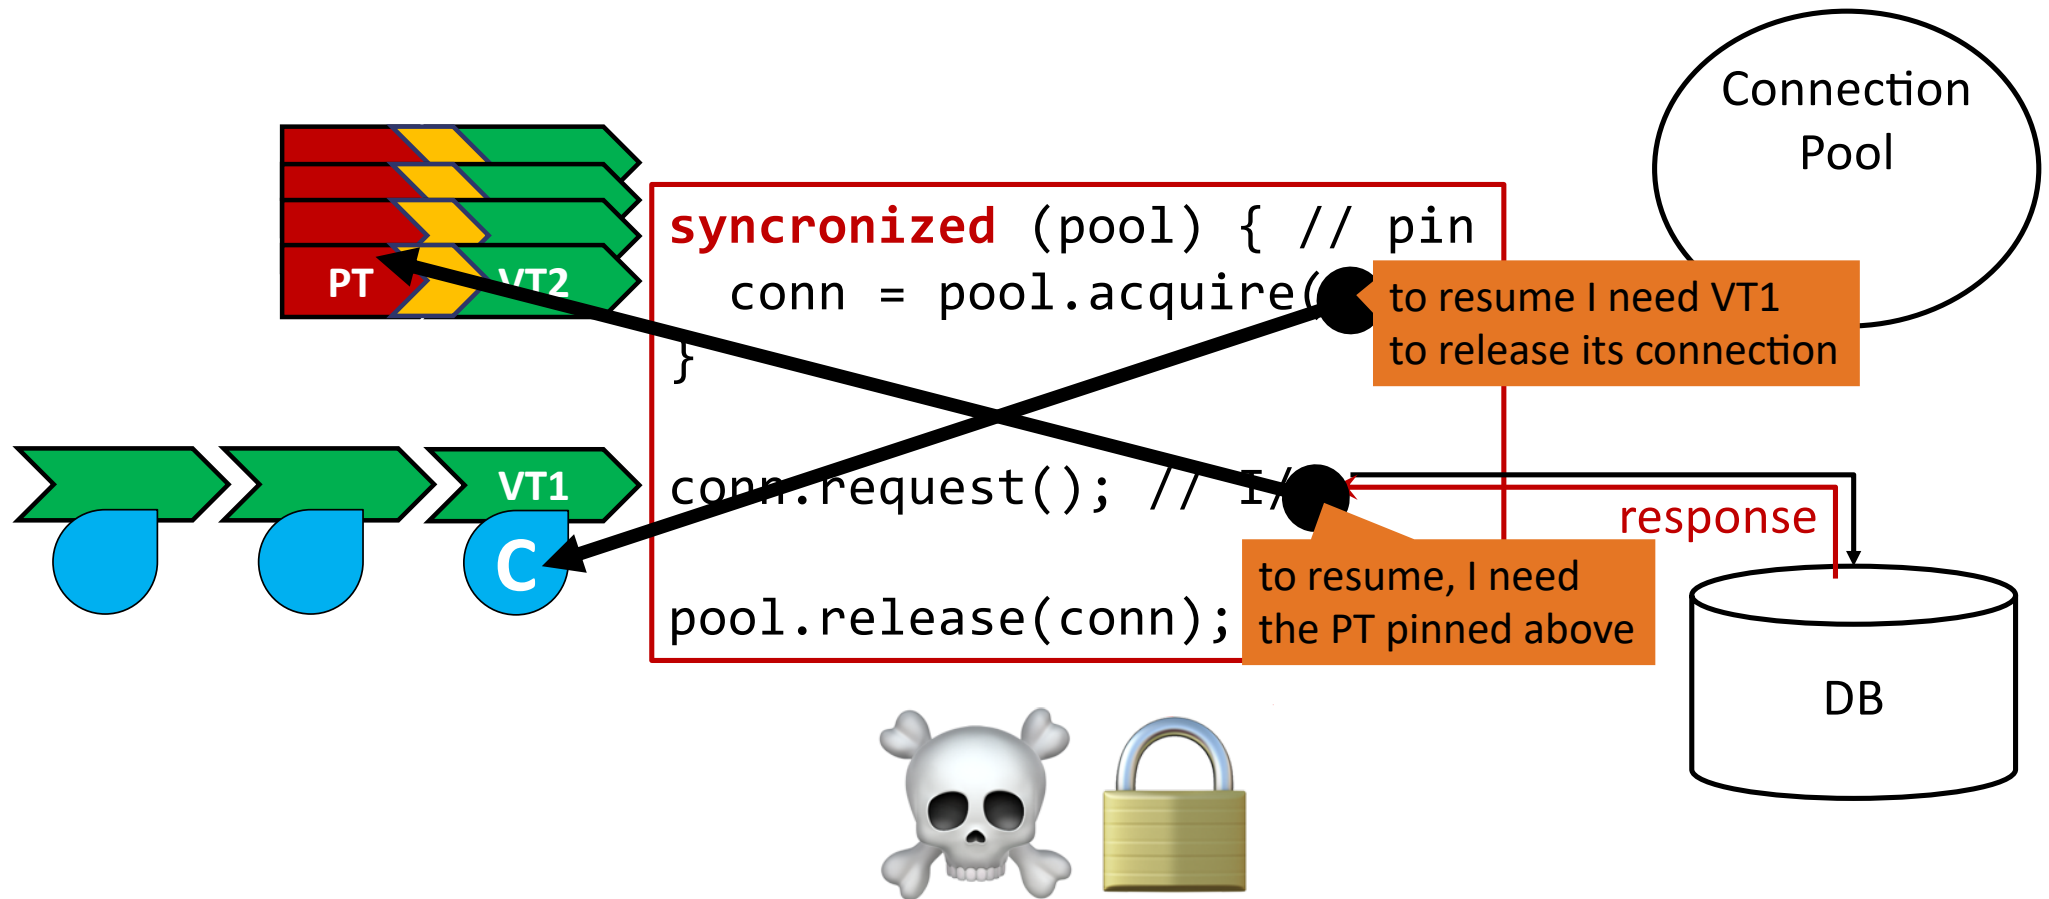 Connection
Pool
syncronized (pool) { // pin
PT
VT2
conn = pool.acquire(
to resume I need VT1
to release its connection
}
VT1
conn.request(); // I/
response
C
to resume, I need
the PT pinned above
pool.release(conn);
DB